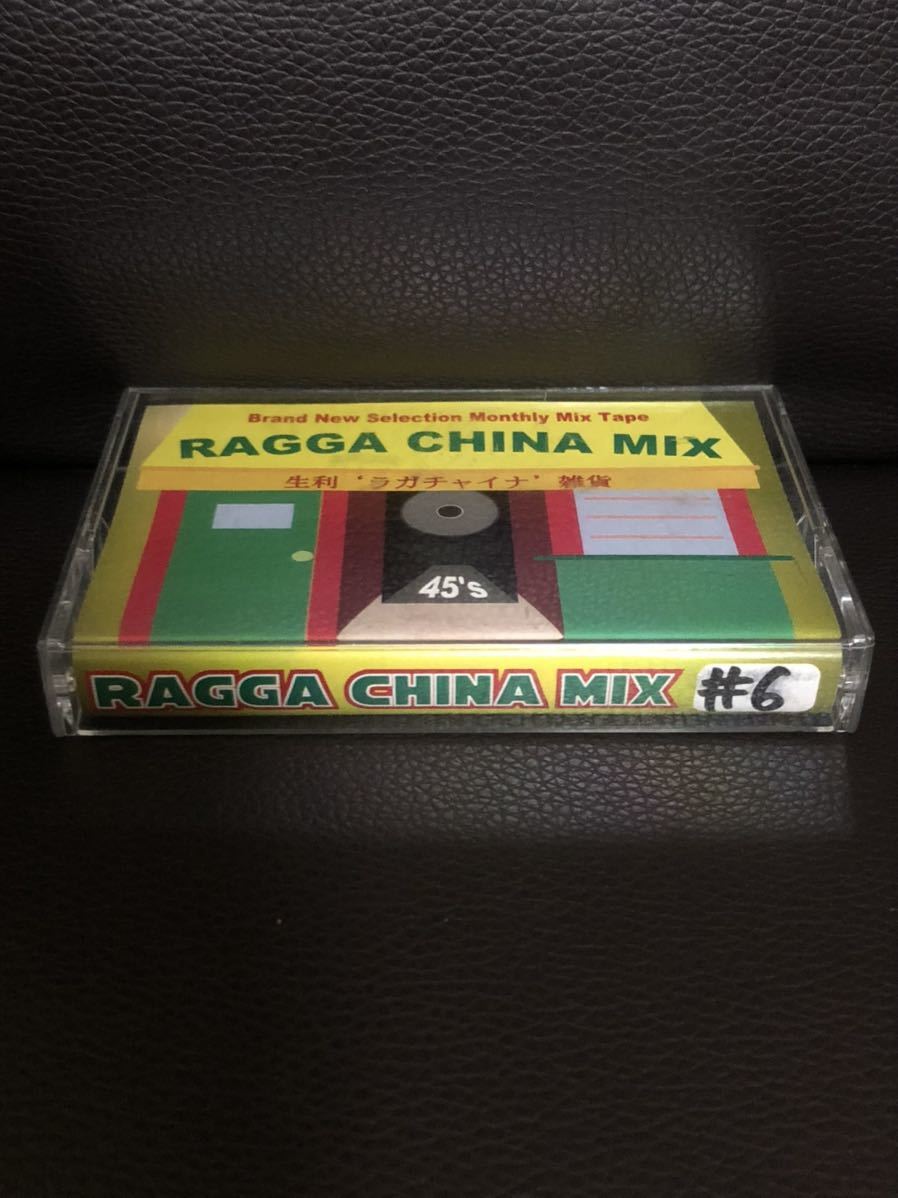 Brand New Selection Monthly Mix Tape
RAGGA CHINA MIX
生利‘ラガチャイナ’雑貨
45's
RAGGA CHINA MIX #6